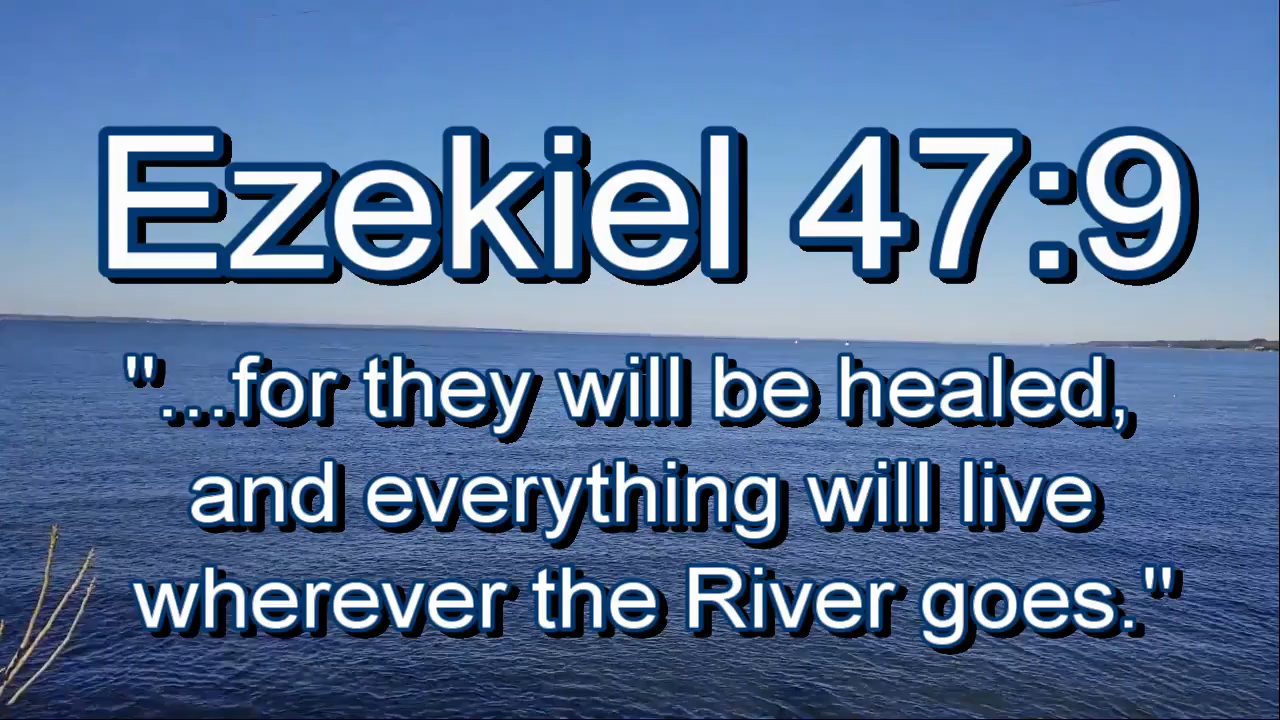 Ezekiel 47:9
"...for they will be healed,
and everything will live
wherever the River goes."